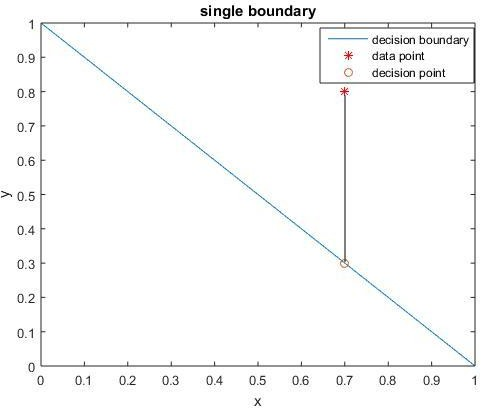 single boundary
decision boundary
data point
decision point
1
0.9
0.8
0.7
0.6
0.5
0.4
0.3
0.2
0.1
0
y
0 0.1 0.2 0.3 0.4 0.5 0.6 0.7 0.8 0.9 1
x